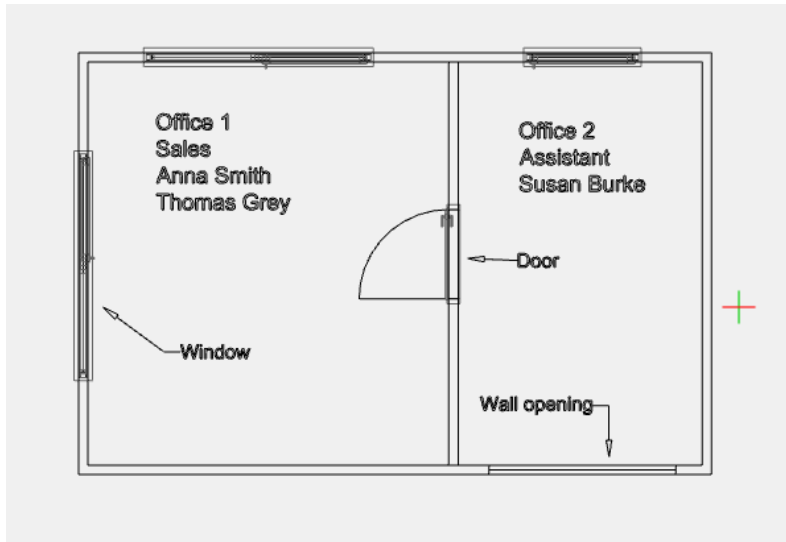 Office 1
Sales
Anna Smith
Thomas Grey
Office 2
Assistant
Susan Burke
Door
Window
Wall opening